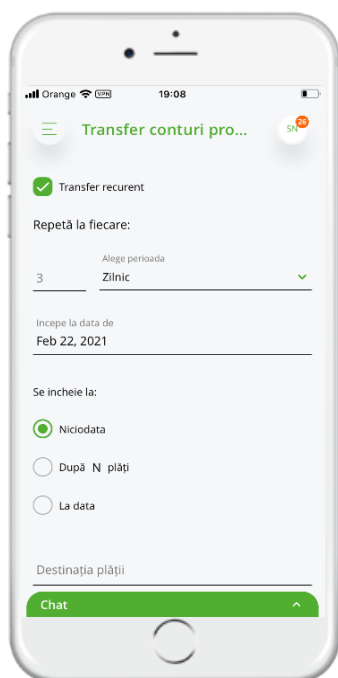 Orange VPN 19:08
Transfer conturi pro...
SN 26
Transfer recurent
Repetă la fiecare:
Alege perioada
3 Zilnic
Incepe la data de
Feb 22, 2021
Se incheie la:
Niciodata
După N plăți
La data
Destinația plății
Chat